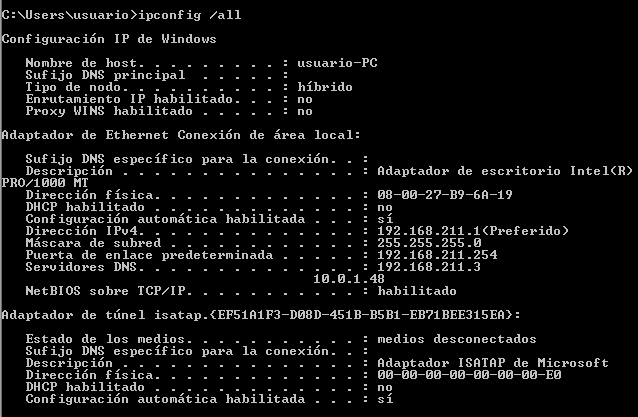 C:\Users\usuario>ipconfig /all
Configuración IP de Windows
Nombre de host. . . . . . . . . : usuario-PC
Sufijo DNS principal  . . . . . :
Tipo de nodo. . . . . . . . . . : híbrido
Enrutamiento IP habilitado. . . : no
Proxy WINS habilitado . . . . . : no
Adaptador de Ethernet Conexión de área local:
Sufijo DNS específico para la conexión. . :
Descripción . . . . . . . . . . . . . . . : Adaptador de escritorio Intel(R)
PRO/1000 MT
Dirección física. . . . . . . . . . . . . : 08-00-27-B9-6A-19
DHCP habilitado . . . . . . . . . . . . . : no
Configuración automática habilitada . . . : sí
Dirección IPv4. . . . . . . . . . . . . . : 192.168.211.1(Preferido)
Máscara de subred . . . . . . . . . . . . : 255.255.255.0
Puerta de enlace predeterminada . . . . . : 192.168.211.254
Servidores DNS. . . . . . . . . . . . . . : 192.168.211.3
10.0.1.48
NetBIOS sobre TCP/IP. . . . . . . . . . . : habilitado
Adaptador de túnel isatap.{EF51A1F3-D08D-451B-B5B1-EB71BEE315EA}:
Estado de los medios. . . . . . . . . . . : medios desconectados
Sufijo DNS específico para la conexión. . :
Descripción . . . . . . . . . . . . . . . : Adaptador ISATAP de Microsoft
Dirección física. . . . . . . . . . . . . : 00-00-00-00-00-00-00-E0
DHCP habilitado . . . . . . . . . . . . . : no
Configuración automática habilitada . . . : sí